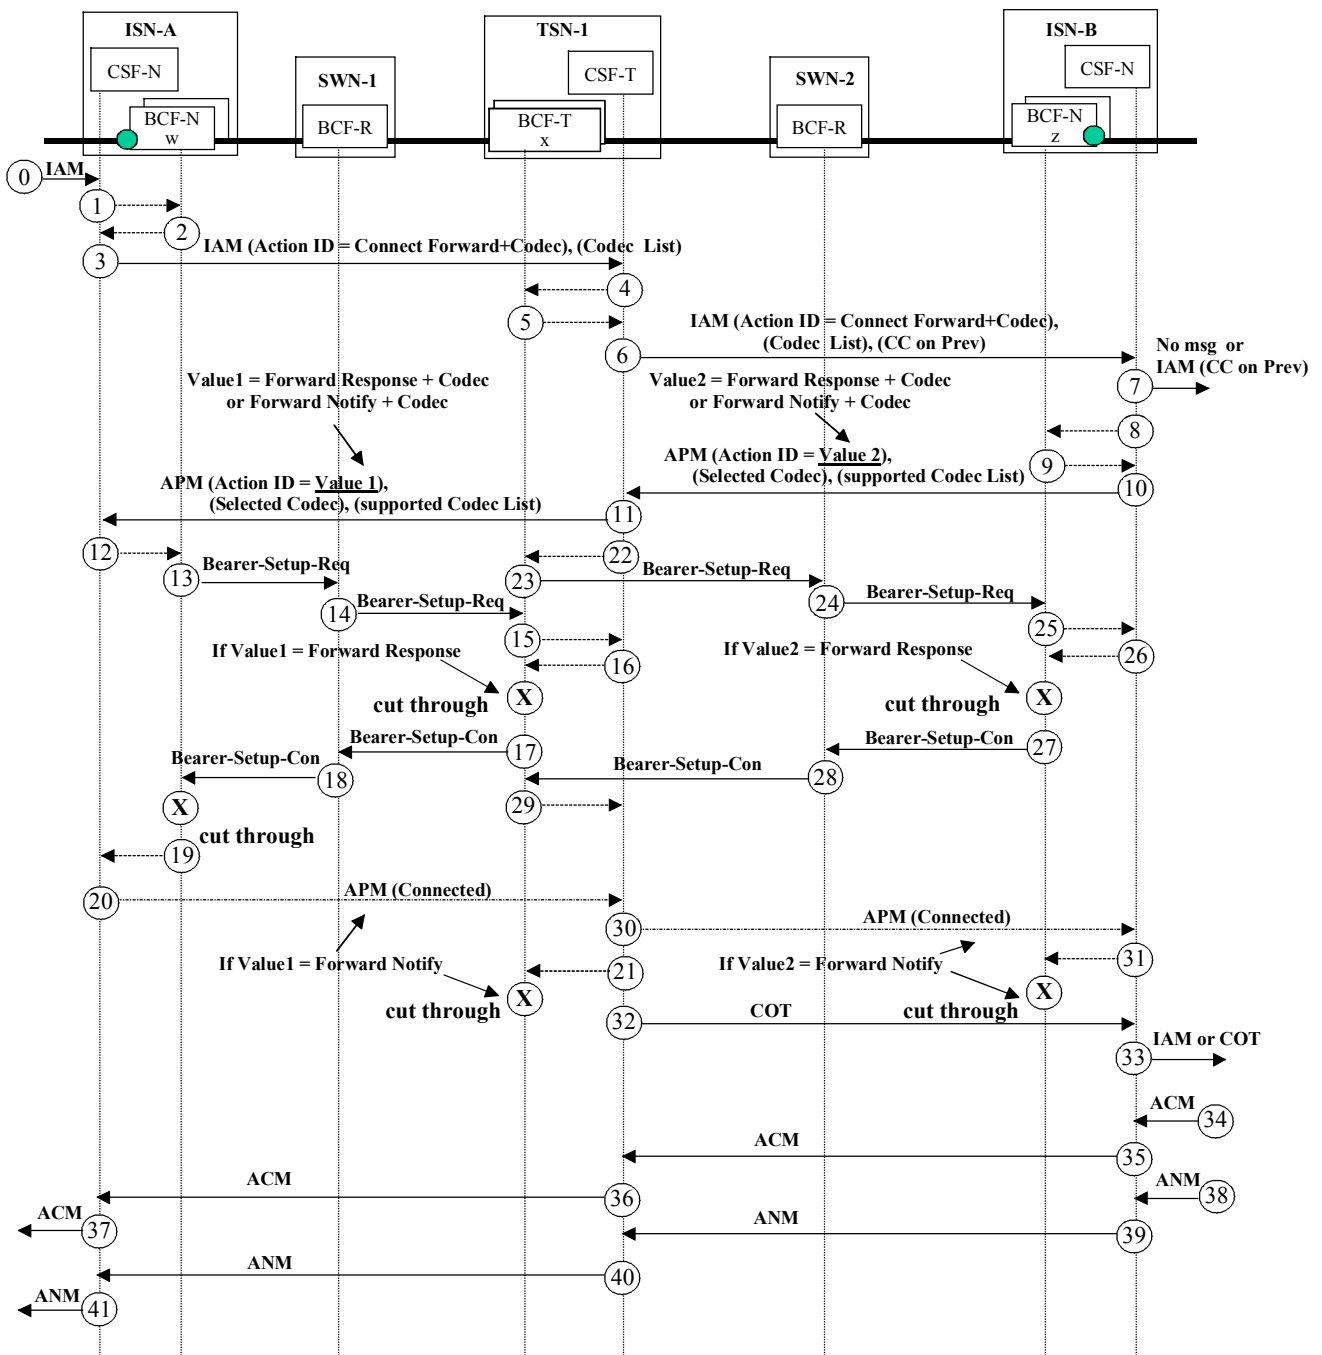 ISN-A
TSN-1
ISN-B
CSF-N
SWN-1
CSF-T
SWN-2
CSF-N
BCF-N
w
BCF-R
BCF-T
x
BCF-R
BCF-N
z
0
IAM
1
2
IAM (Action ID = Connect Forward+Codec), (Codec List)
3
4
5
IAM (Action ID = Connect Forward+Codec),
(Codec List), (CC on Prev)
6
No msg or
IAM (CC on Prev)
7
Value1 = Forward Response + Codec
or Forward Notify + Codec
Value2 = Forward Response + Codec
or Forward Notify + Codec
8
APM (Action ID = Value 2),
(Selected Codec), (supported Codec List)
9
10
APM (Action ID = Value 1),
(Selected Codec), (supported Codec List)
11
12
22
Bearer-Setup-Req
13
23
Bearer-Setup-Req
14
Bearer-Setup-Req
24
Bearer-Setup-Req
15
25
If Value1 = Forward Response
16
If Value2 = Forward Response
26
X
cut through
X
cut through
Bearer-Setup-Con
17
Bearer-Setup-Con
27
Bearer-Setup-Con
18
Bearer-Setup-Con
28
X
29
cut through
19
20
APM (Connected)
30
APM (Connected)
If Value1 = Forward Notify
21
If Value2 = Forward Notify
31
X
cut through
X
cut through
32
COT
33
IAM or COT
ACM
34
ACM
35
ACM
36
ANM
38
ACM
37
ANM
39
ANM
40
ANM
41